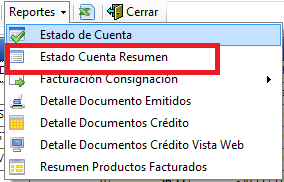 Reportes Cerrar
Estado de Cuenta
Estado Cuenta Resumen
Facturación Consignación
Detalle Documento Emitidos
Detalle Documentos Crédito
Detalle Documentos Crédito Vista Web
Resumen Productos Facturados